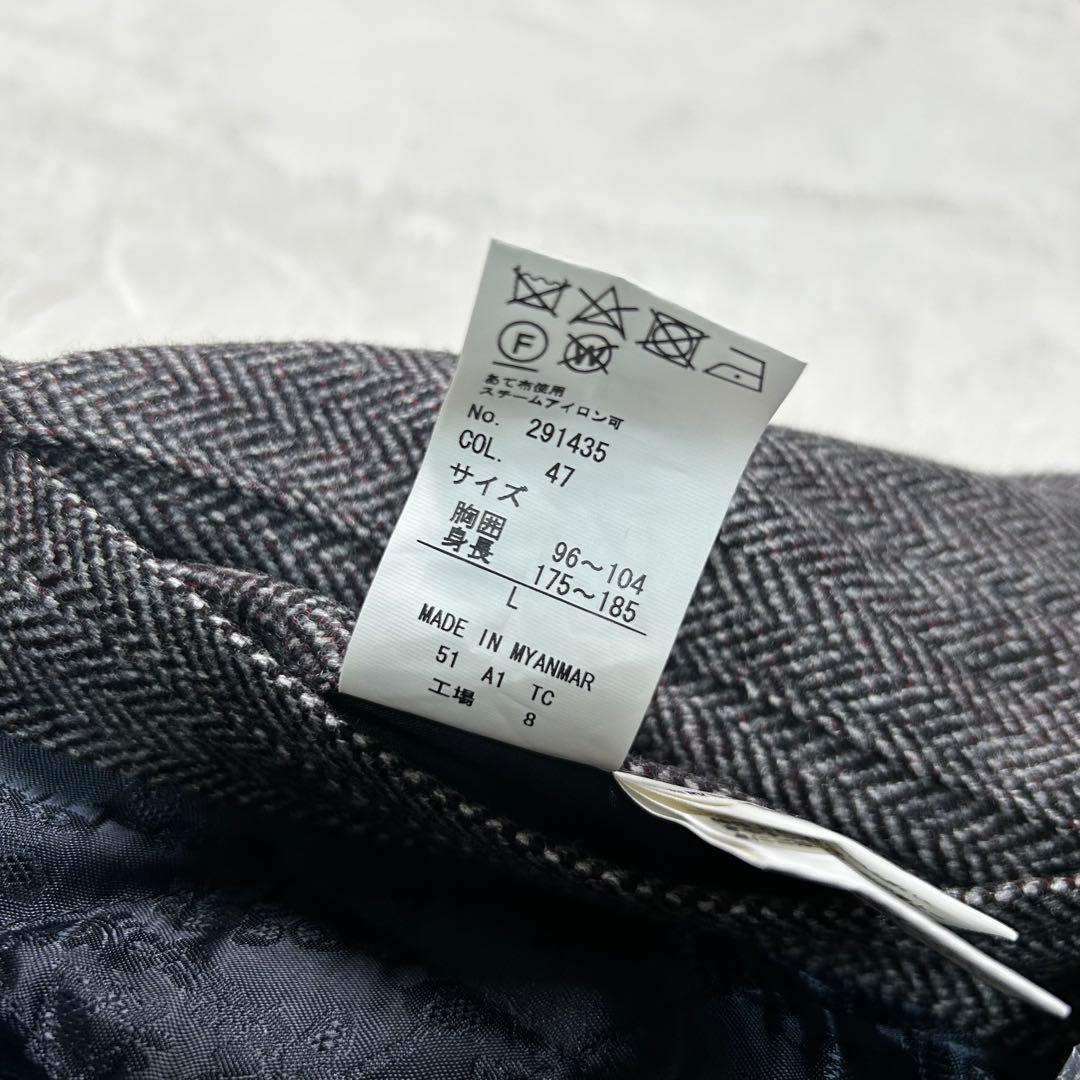 F W
あて布使用
スチームアイロン可
No. 291435
COL. 47
サイズ
胸囲 96～104
身長 175～185
L
MADE IN MYANMAR
51 A1 TC
工場 8